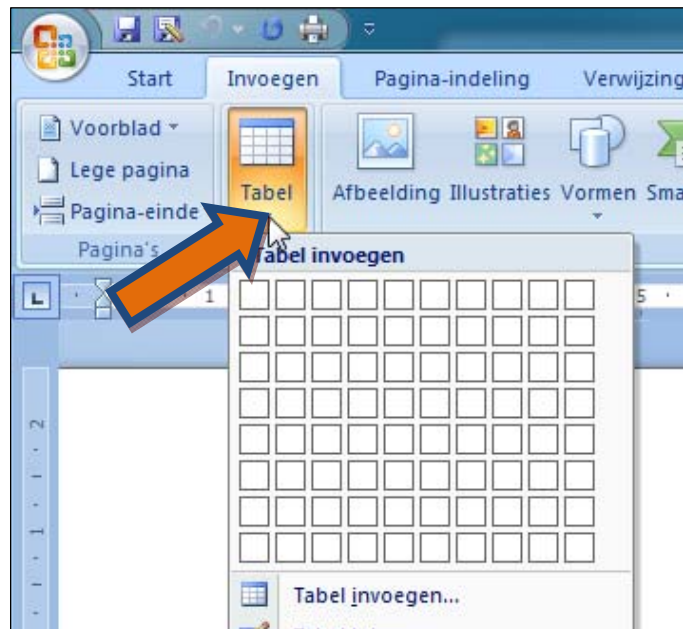 Start Invoegen Pagina-indeling Verwijzing
Voorblad
Lege pagina
Pagina-einde
Tabel
Afbeelding Illustraties Vormen Sma
Pagina's
Tabel invoegen
L 1 5
2
1
Tabel invoegen...